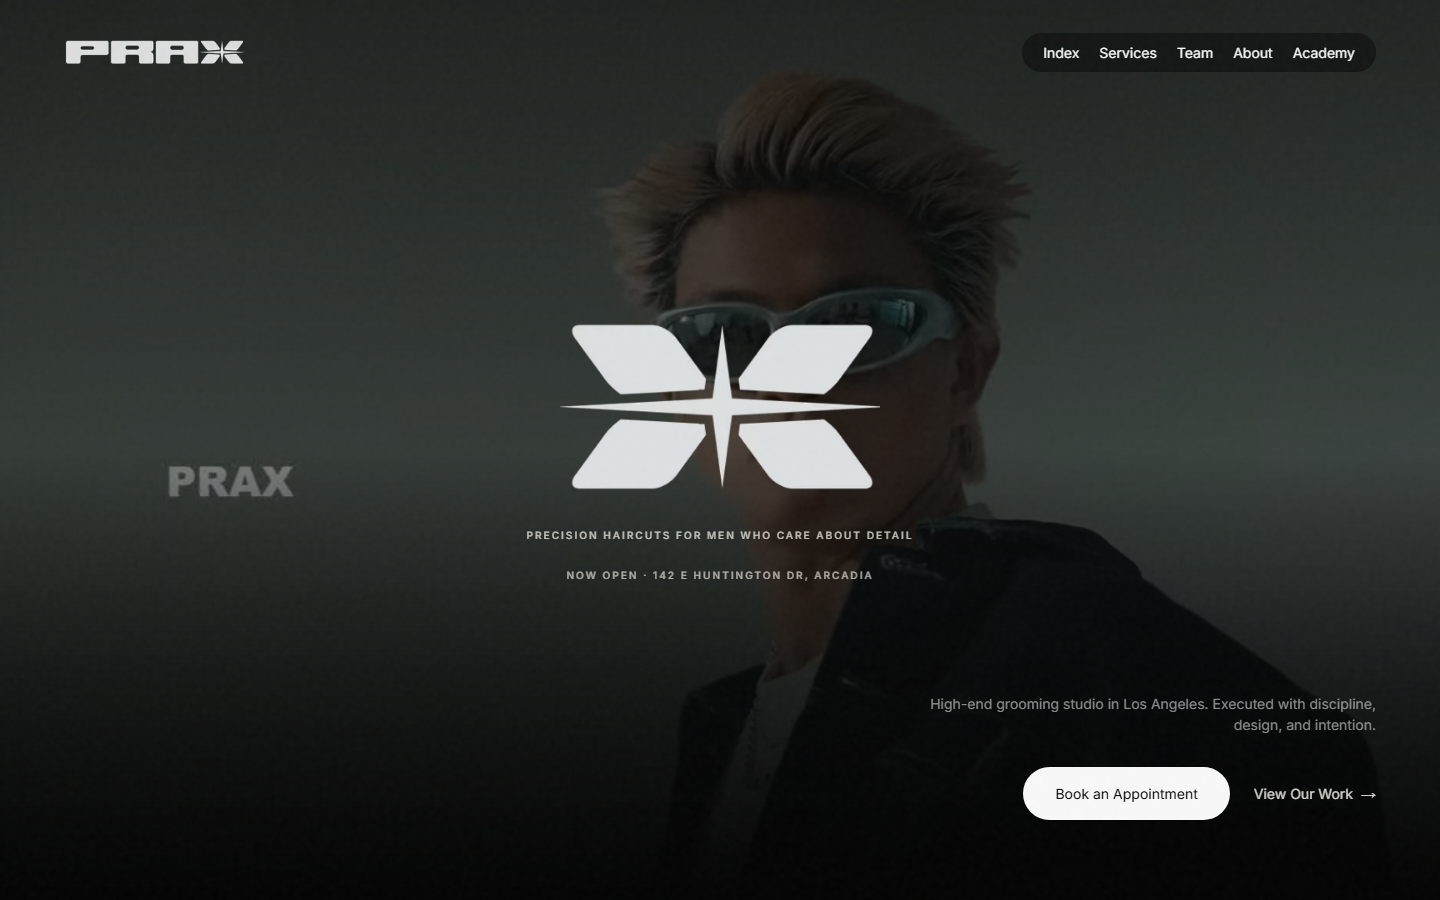 PRAX
Index Services Team About Academy
PRAX
PRECISION HAIRCUTS FOR MEN WHO CARE ABOUT DETAIL
NOW OPEN · 142 E HUNTINGTON DR, ARCADIA
High-end grooming studio in Los Angeles. Executed with discipline,
design, and intention.
Book an Appointment View Our Work →